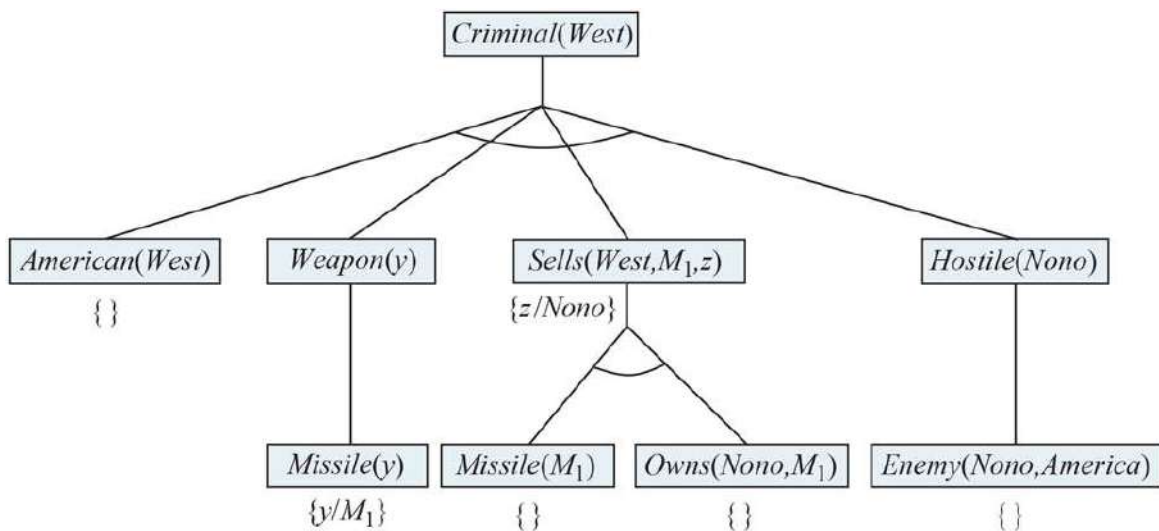 Criminal(West)
American(West) Weapon(y) Sells(West,M₁,z) Hostile(Nono)
{ } {z/Nono}
Missile(y) Missile(M₁) Owns(Nono,M₁) Enemy(Nono,America)
{y/M₁} { } { } { }